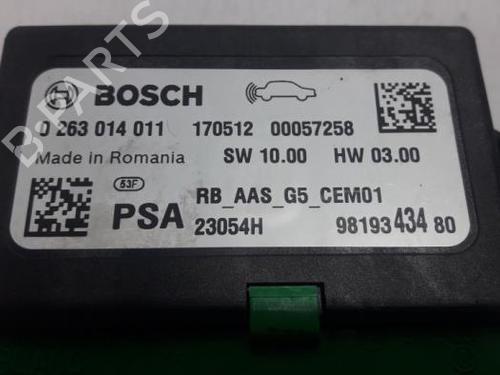 B-PARTS
BOSCH
0 263 014 011 170512 00057258
Made in Romania SW 10.00 HW 03.00
53F RB_AAS_G5_CEM01
PSA 23054H 98193434 80